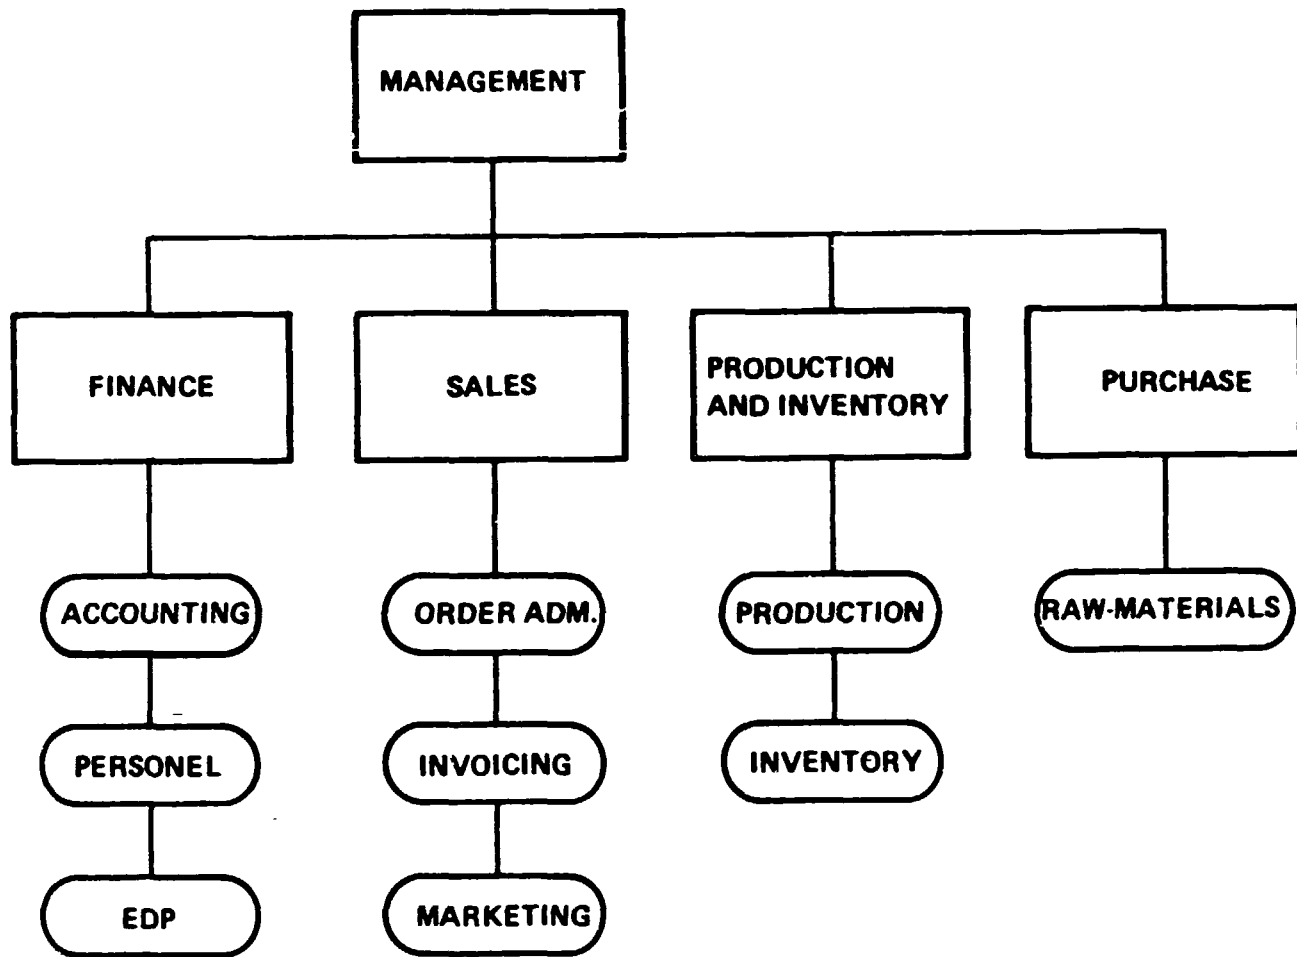 MANAGEMENT
FINANCE
SALES
PRODUCTION
AND INVENTORY
PURCHASE
ACCOUNTING
ORDER ADM.
PRODUCTION
RAW-MATERIALS
PERSONEL
INVOICING
INVENTORY
EDP
MARKETING